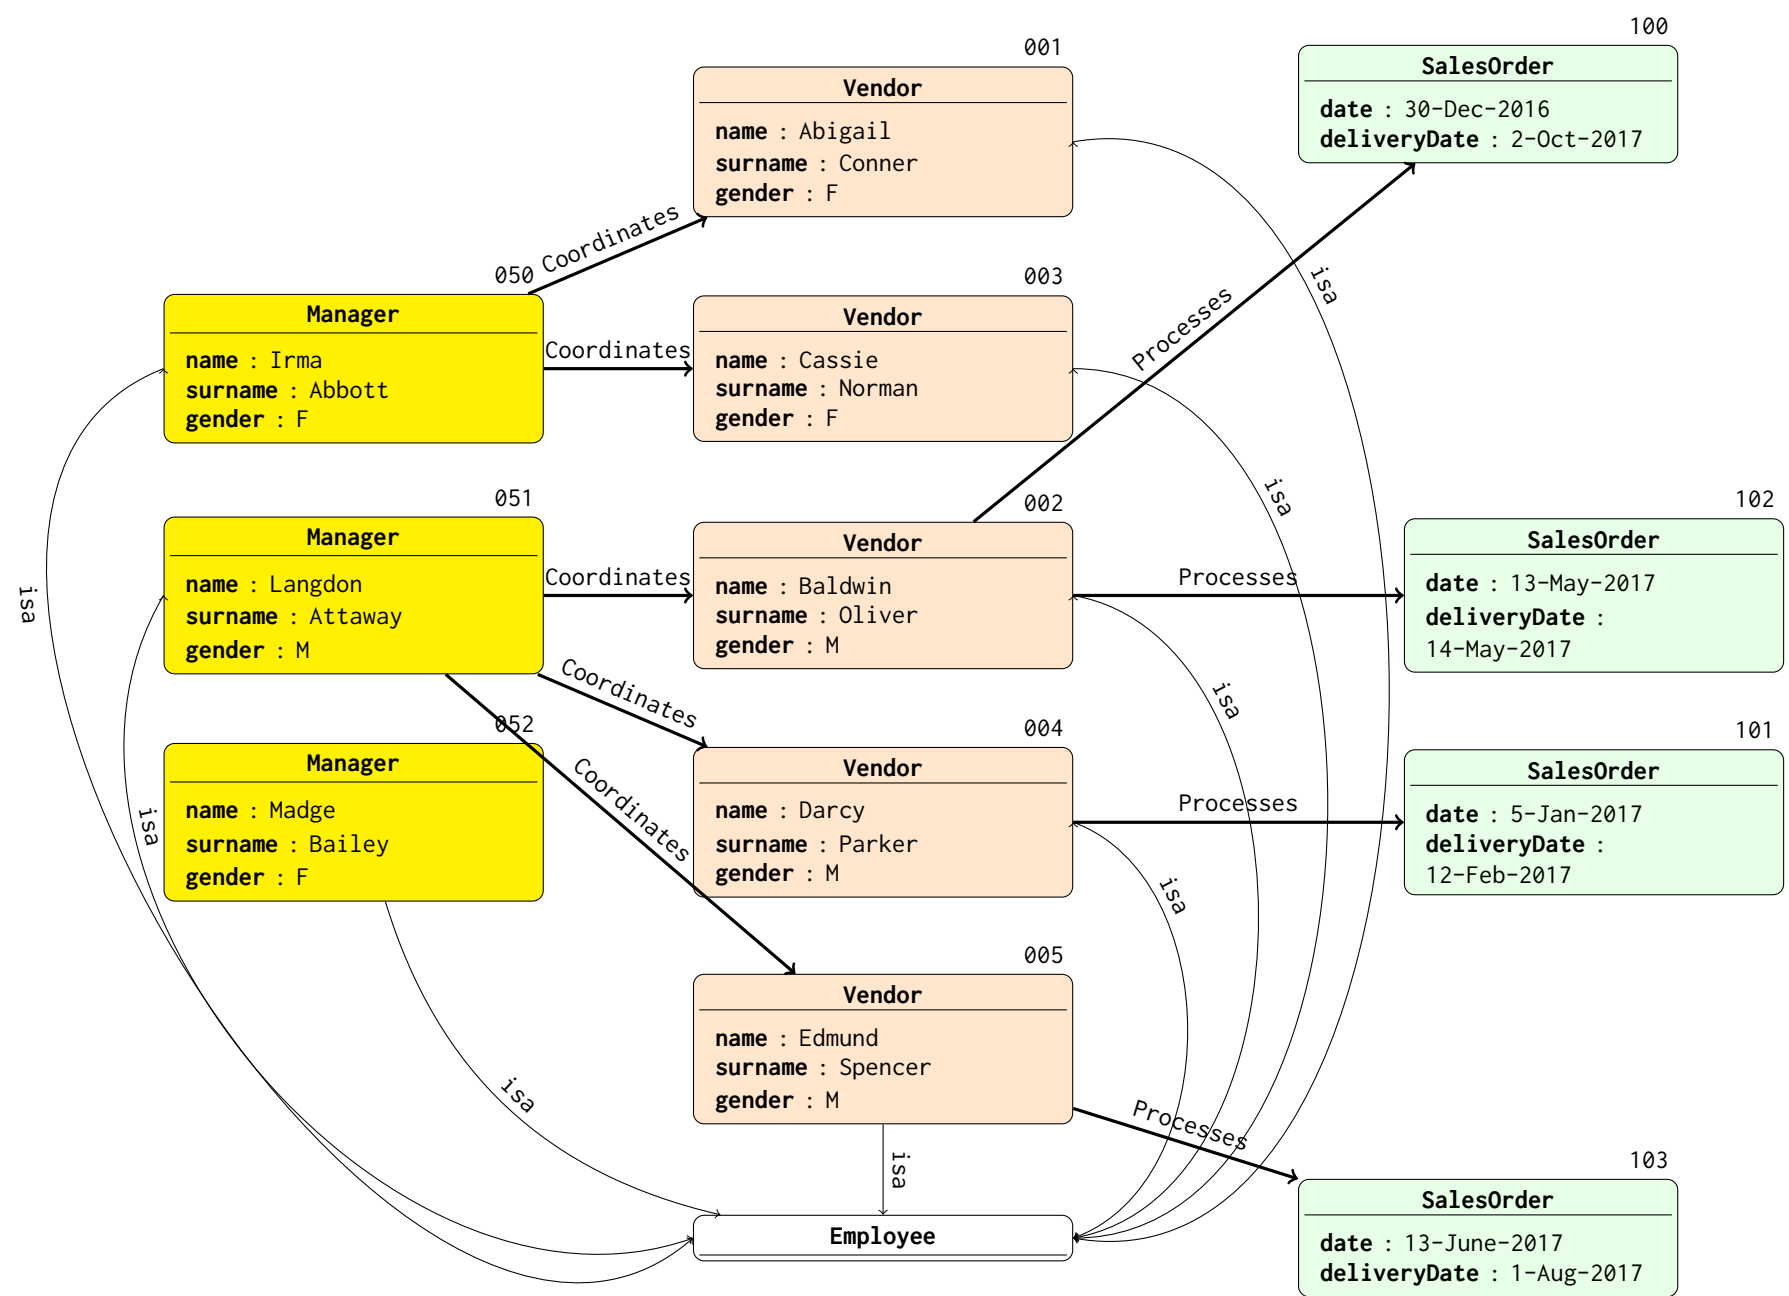 100
SalesOrder
date : 30-Dec-2016
deliveryDate : 2-Oct-2017
001
Vendor
name : Abigail
surname : Conner
gender : F
Coordinates
isa
050
Manager
name : Irma
surname : Abbott
gender : F
Coordinates
003
Vendor
name : Cassie
surname : Norman
gender : F
Processes
isa
isa
051
Manager
name : Langdon
surname : Attaway
gender : M
Coordinates
002
Vendor
name : Baldwin
surname : Oliver
gender : M
Processes
102
SalesOrder
date : 13-May-2017
deliveryDate :
14-May-2017
isa
Coordinates
isa
052
Manager
name : Madge
surname : Bailey
gender : F
Coordinates
004
Vendor
name : Darcy
surname : Parker
gender : M
Processes
101
SalesOrder
date : 5-Jan-2017
deliveryDate :
12-Feb-2017
isa
isa
005
Vendor
name : Edmund
surname : Spencer
gender : M
isa
isa
Processes
103
SalesOrder
date : 13-June-2017
deliveryDate : 1-Aug-2017
Employee